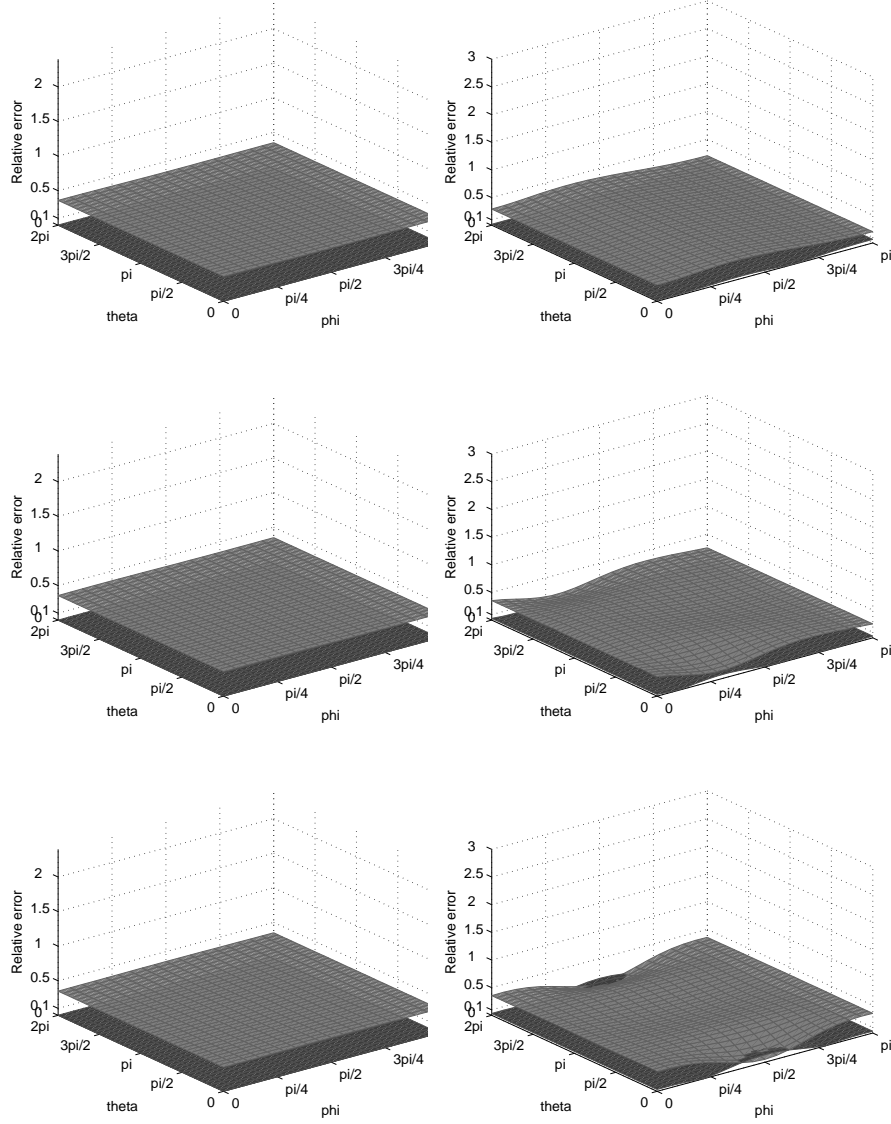 2
1.5
1
0.5
0.1
0
Relative error
2pi
3pi/2
pi
pi/2
0
theta
0
pi/4
pi/2
3pi/4
phi
3
2.5
2
1.5
1
0.5
0.1
0
Relative error
2pi
3pi/2
pi
pi/2
0
theta
0
pi/4
pi/2
3pi/4
pi
phi
2
1.5
1
0.5
0.1
0
Relative error
2pi
3pi/2
pi
pi/2
0
theta
0
pi/4
pi/2
3pi/4
phi
3
2.5
2
1.5
1
0.5
0.1
0
Relative error
2pi
3pi/2
pi
pi/2
0
theta
0
pi/4
pi/2
3pi/4
pi
phi
2
1.5
1
0.5
0.1
0
Relative error
2pi
3pi/2
pi
pi/2
0
theta
0
pi/4
pi/2
3pi/4
phi
3
2.5
2
1.5
1
0.5
0.1
0
Relative error
2pi
3pi/2
pi
pi/2
0
theta
0
pi/4
pi/2
3pi/4
pi
phi